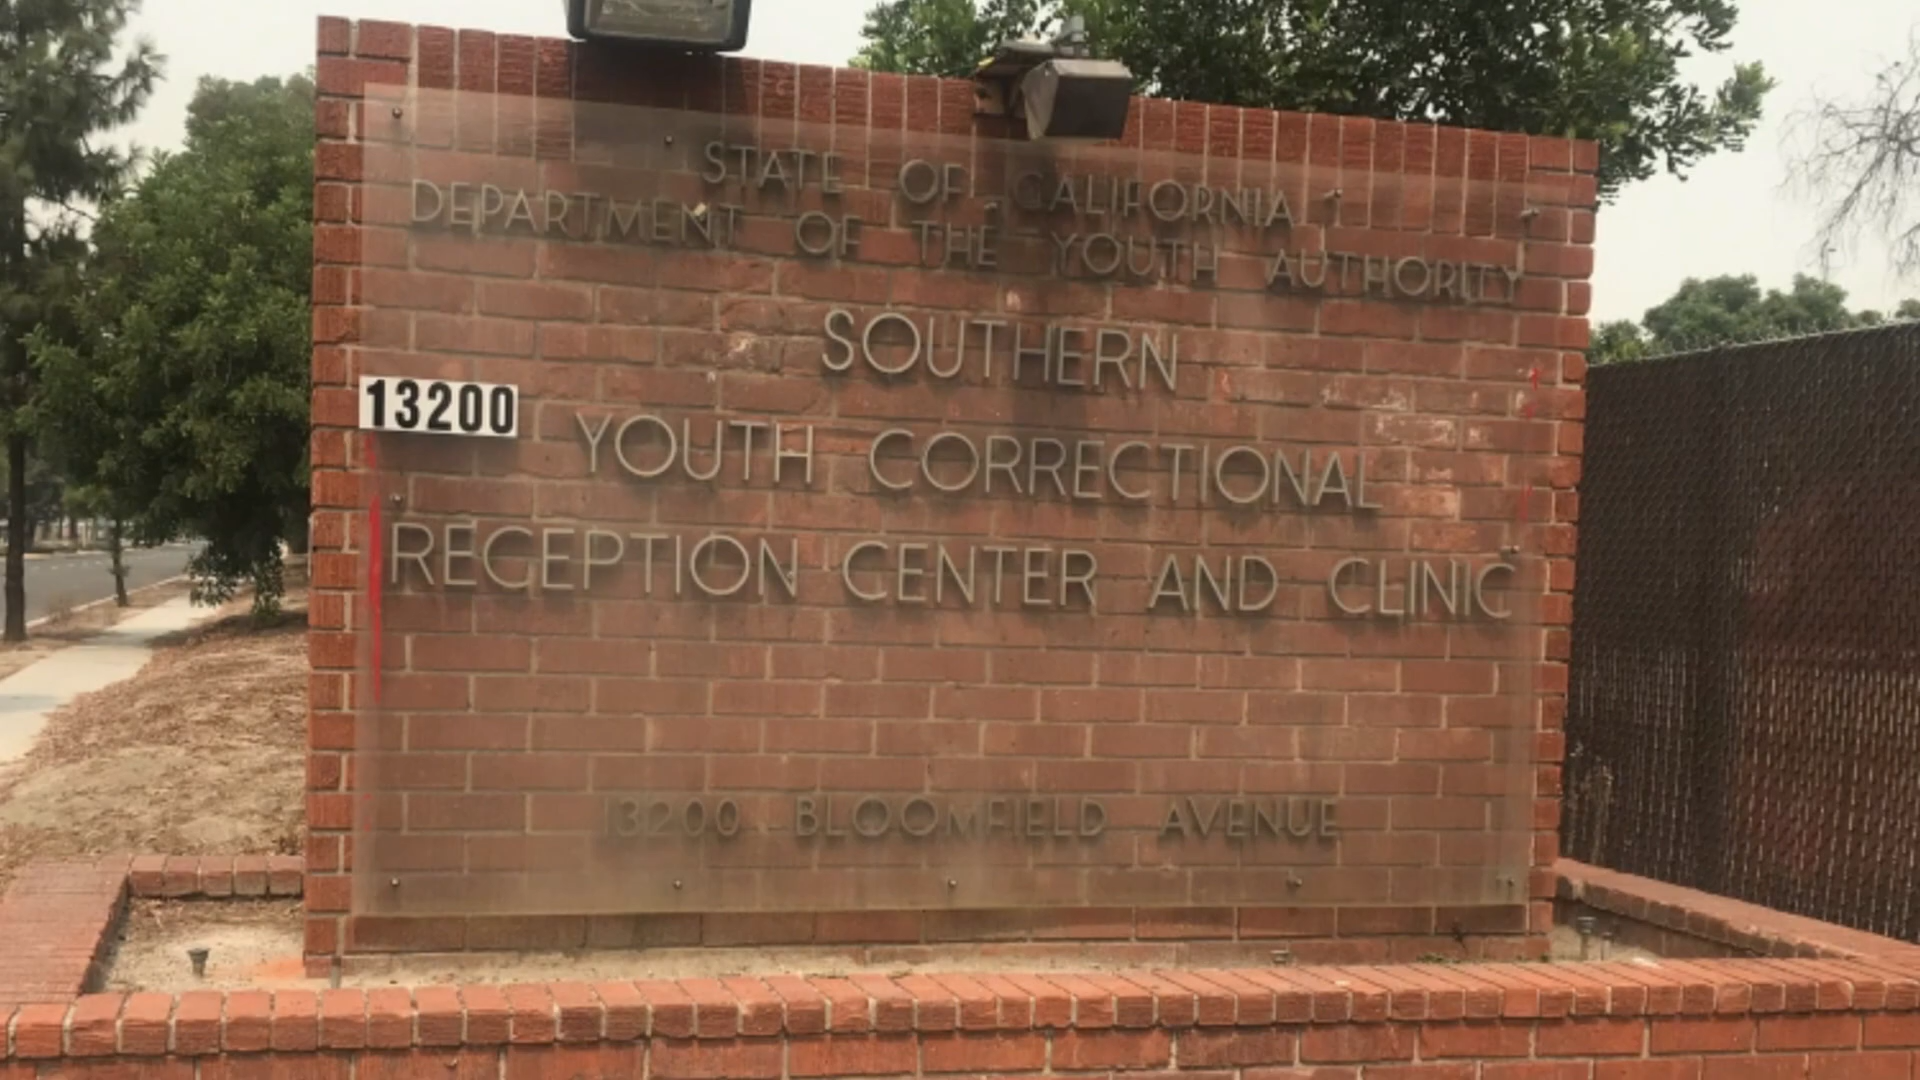 STATE OF CALIFORNIA
DEPARTMENT OF THE YOUTH AUTHORITY
SOUTHERN
13200
YOUTH CORRECTIONAL
RECEPTION CENTER AND CLINIC
13200 BLOOMFIELD AVENUE